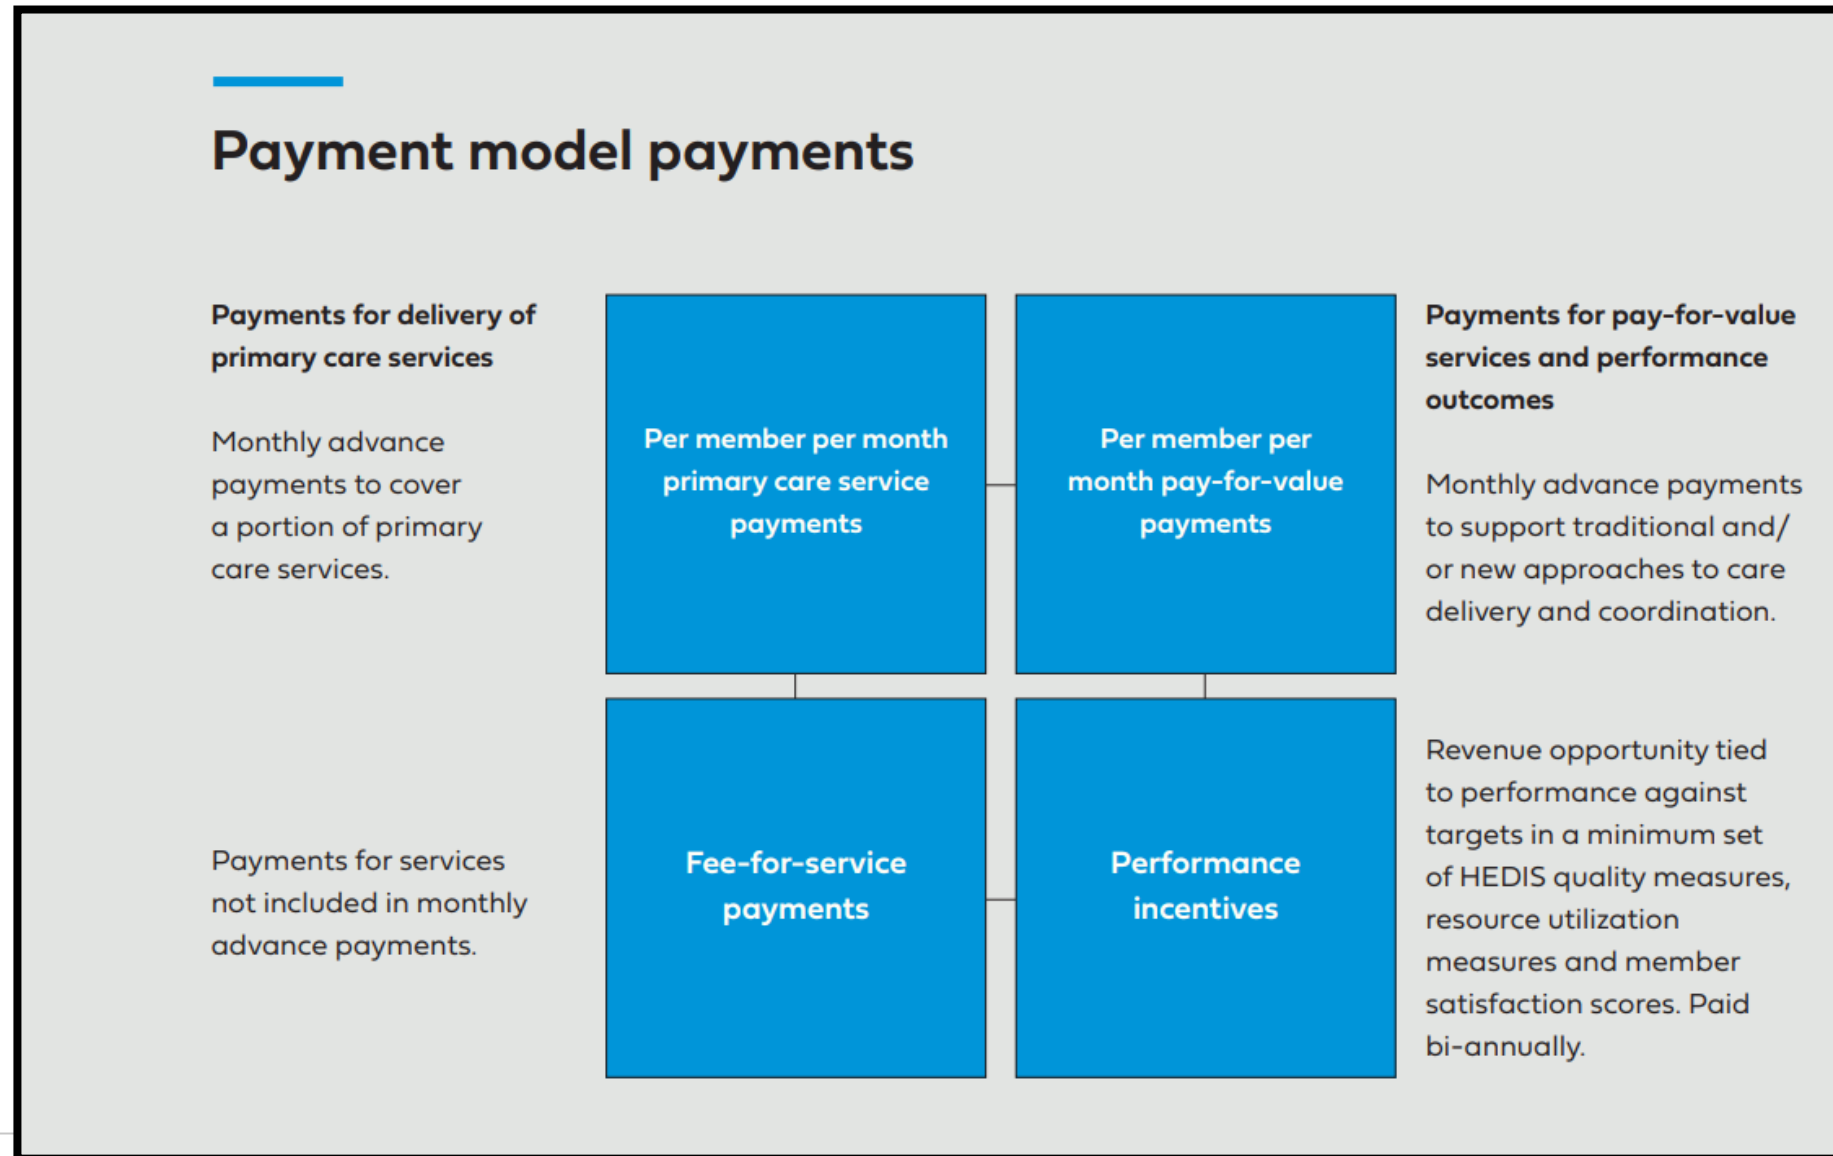 Payment model payments
Payments for delivery of
primary care services
Monthly advance
payments to cover
a portion of primary
care services.
Per member per month
primary care service
payments
Per member per
month pay-for-value
payments
Payments for pay-for-value
services and performance
outcomes
Monthly advance payments
to support traditional and/
or new approaches to care
delivery and coordination.
Payments for services
not included in monthly
advance payments.
Fee-for-service
payments
Performance
incentives
Revenue opportunity tied
to performance against
targets in a minimum set
of HEDIS quality measures,
resource utilization
measures and member
satisfaction scores. Paid
bi-annually.